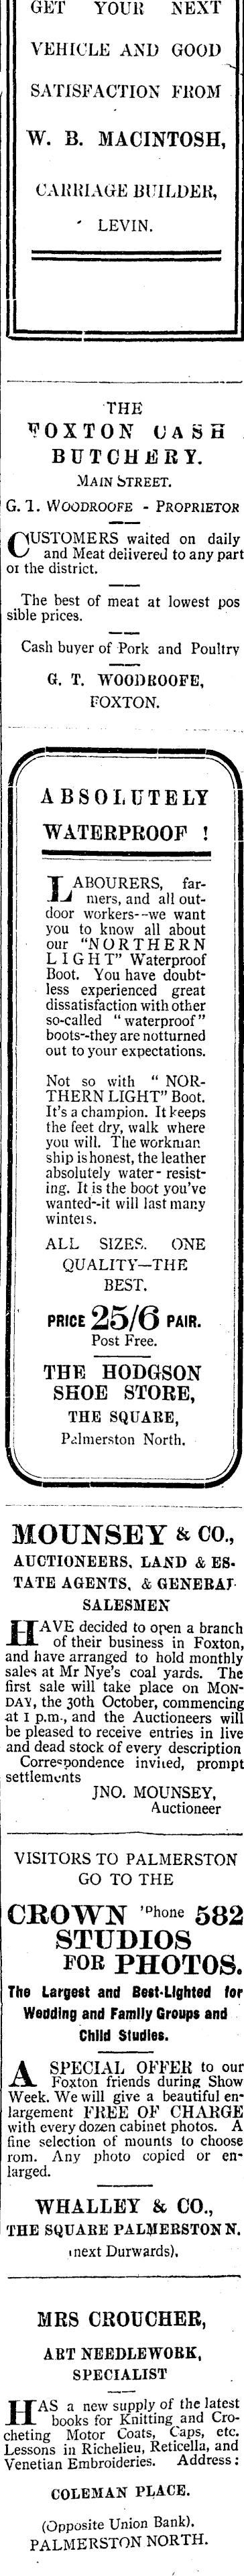 GET YOUR NEXT
VEHICLE AND GOOD
SATISFACTION FROM
W. B. MACINTOSH,
CARRIAGE BUILDER,
LEVIN.
THE
FOXTON CASH
BUTCHERY.
MAIN STREET.
G. T. WOODROOFE - PROPRIETOR
CUSTOMERS waited on daily
and Meat delivered to any part
of the district.
The best of meat at lowest pos
sible prices.
Cash buyer of Pork and Poultry
G. T. WOODROOFE,
FOXTON.
ABSOLUTELY
WATERPROOF !
LABOURERS, far-
mers, and all out-
door workers--we want
you to know all about
our "NORTHERN
LIGHT" Waterproof
Boot. You have doubt-
less experienced great
dissatisfaction with other
so-called "waterproof"
boots--they are notturned
out to your expectations.
Not so with " NOR-
THERN LIGHT" Boot.
It's a champion. It keeps
the feet dry, walk where
you will. The workman
ship is honest, the leather
absolutely water-resist-
ing. It is the boot you've
wanted--it will last many
winters.
ALL SIZES. ONE
QUALITY—THE
BEST.
PRICE 25/6 PAIR.
Post Free.
THE HODGSON
SHOE STORE,
THE SQUARE,
Palmerston North.
MOUNSEY & CO.,
AUCTIONEERS, LAND & ES-
TATE AGENTS, & GENERAL
SALESMEN
HAVE decided to open a branch
of their business in Foxton,
and have arranged to hold monthly
sales at Mr Nye's coal yards. The
first sale will take place on MON-
DAY, the 30th October, commencing
at 1 p.m., and the Auctioneers will
be pleased to receive entries in live
and dead stock of every description
Correspondence invited, prompt
settlements
JNO. MOUNSEY,
Auctioneer
VISITORS TO PALMERSTON
GO TO THE
CROWN 'Phone 582
STUDIOS
FOR PHOTOS.
The Largest and Best-Lighted for
Wedding and Family Groups and
Child Studies.
A SPECIAL OFFER to our
Foxton friends during Show
Week. We will give a beautiful en-
largement FREE OF CHARGE
with every dozen cabinet photos. A
fine selection of mounts to choose
rom. Any photo copied or en-
larged.
WHALLEY & CO.,
THE SQUARE PALMERSTON N.
(next Durwards).
MRS CROUCHER,
ART NEEDLEWORK,
SPECIALIST
HAS a new supply of the latest
books for Knitting and Cro-
cheting Motor Coats, Caps, etc.
Lessons in Richelieu, Reticella, and
Venetian Embroideries. Address:
COLEMAN PLACE.
(Opposite Union Bank).
PALMERSTON NORTH.